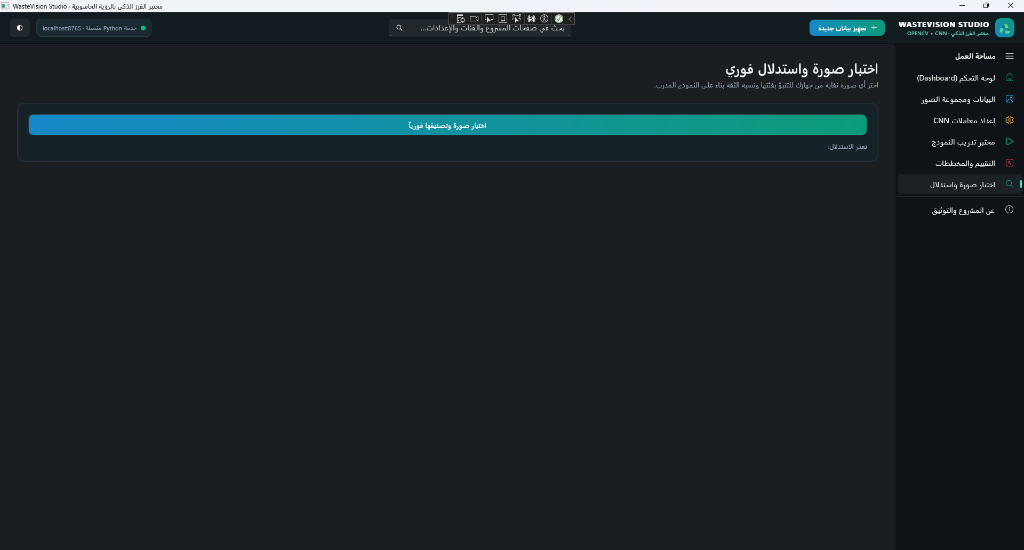 WasteVision Studio - مختبر الفرز الذكي بالرؤية الحاسوبية
WASTEVISION STUDIO
مختبر الفرز الذكي - OPENCV + CNN
تجهيز بيانات جديدة
بحث في صفحات المشروع والفئات والإعدادات...
خدمة Python متصلة - localhost:8765
مساحة العمل
لوحة التحكم (Dashboard)
البيانات ومجموعة الصور
إعداد معاملات CNN
مختبر تدريب النموذج
التقييم والمخططات
اختبار صورة واستدلال
عن المشروع والتوثيق
اختبار صورة واستدلال فوري
اختر أي صورة نفاية من جهازك للتنبؤ بفئتها ونسبة الثقة بناءً على النموذج المدرب.
اختيار صورة وتصنيفها فورياً
تعذر الاستدلال: